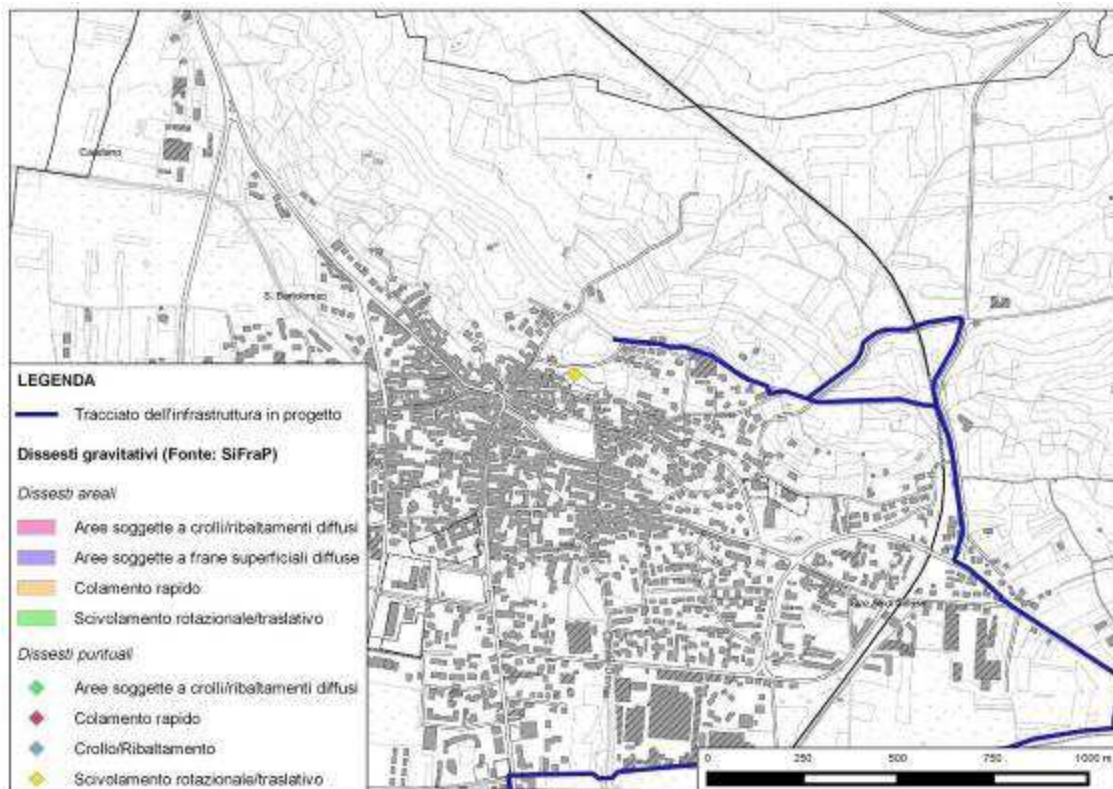 S. Bartolomeo
LEGENDA
Tracciato dell'infrastruttura in progetto
Dissesti gravitativi (Fonte: SiFraP)
Dissesti areali
Aree soggette a crolli/ribaltamenti diffusi
Aree soggette a frane superficiali diffuse
Colamento rapido
Scivolamento rotazionale/traslativo
Dissesti puntuali
Aree soggette a crolli/ribaltamenti diffusi
Colamento rapido
Crollo/Ribaltamento
Scivolamento rotazionale/traslativo
0 250 500 750 1000 m